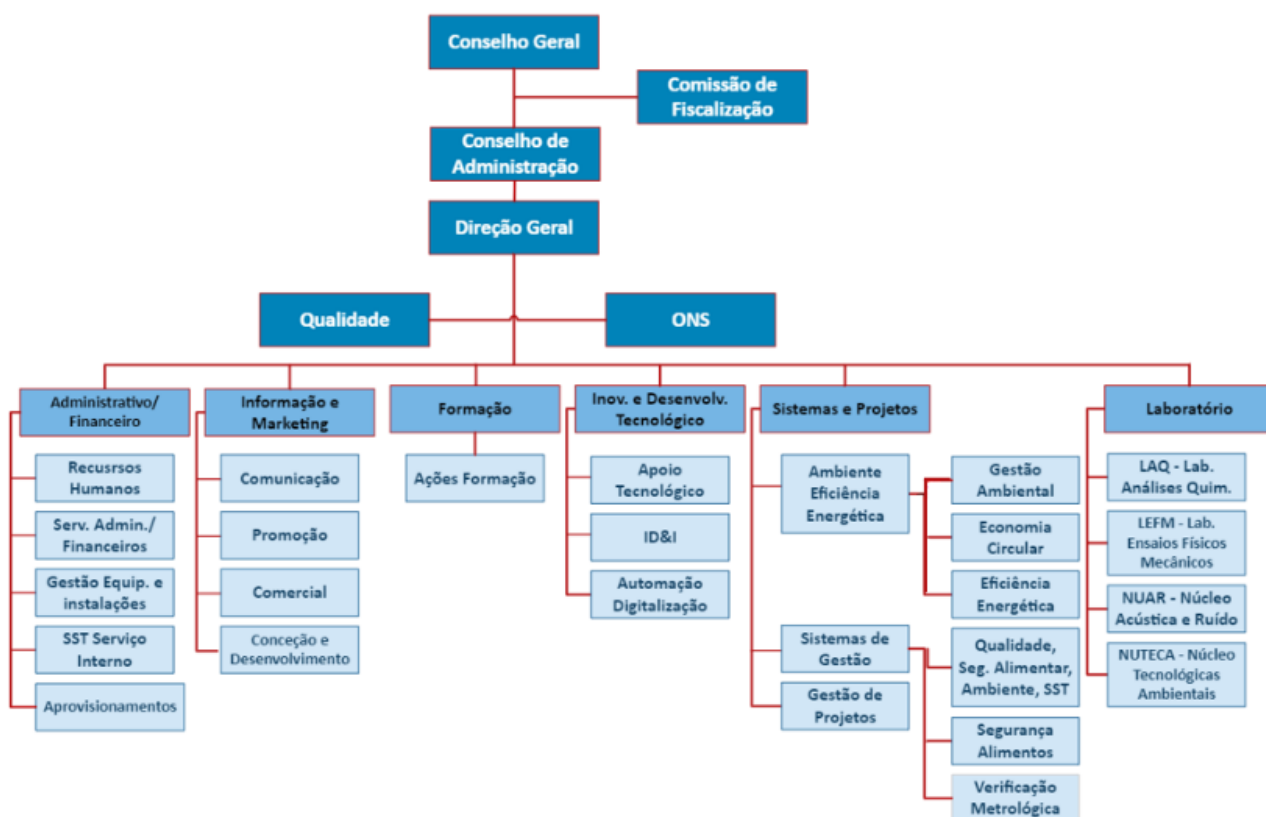 Conselho Geral
Comissão de
Fiscalização
Conselho de
Administração
Direção Geral
Qualidade
ONS
Administrativo/
Financeiro
Recusrsos
Humanos
Serv. Admin./
Financeiros
Gestão Equip. e
instalações
SST Serviço
Interno
Aprovisionamentos
Informação e
Marketing
Comunicação
Promoção
Comercial
Conceção e
Desenvolvimento
Formação
Ações Formação
Inov. e Desenvolv.
Tecnológico
Apoio
Tecnológico
ID&I
Automação
Digitalização
Sistemas e Projetos
Ambiente
Eficiência
Energética
Gestão
Ambiental
Economia
Circular
Eficiência
Energética
Sistemas de
Gestão
Qualidade,
Seg. Alimentar,
Ambiente, SST
Segurança
Alimentos
Verificação
Metrológica
Gestão de
Projetos
Laboratório
LAQ - Lab.
Análises Quim.
LEFM - Lab.
Ensaios Físicos
Mecânicos
NUAR - Núcleo
Acústica e Ruído
NUTECA - Núcleo
Tecnológicas
Ambientais